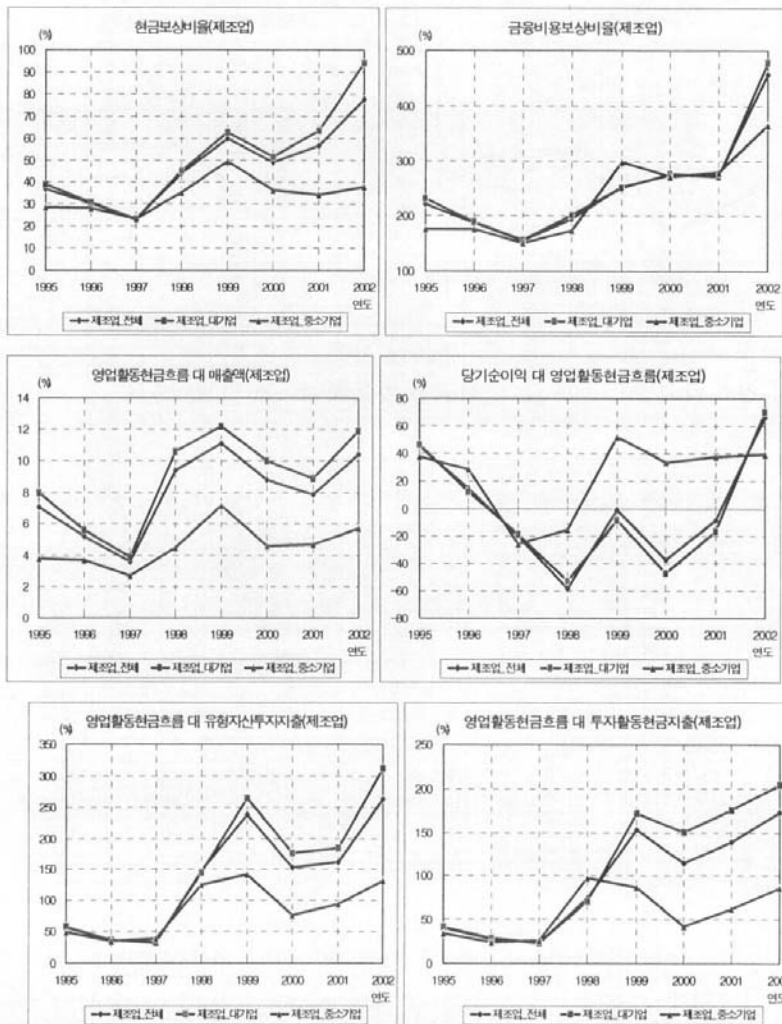 현금보상비율(제조업)
(%)
100
90
80
70
60
50
40
30
20
10
0
1995 1996 1997 1998 1999 2000 2001 2002
연도
제조업_전체 제조업_대기업 제조업_중소기업
금융비용보상비율(제조업)
(%)
500
400
300
200
100
1995 1996 1997 1998 1999 2000 2001 2002
연도
제조업_전체 제조업_대기업 제조업_중소기업
영업활동현금흐름 대 매출액(제조업)
(%)
14
12
10
8
6
4
2
0
1995 1996 1997 1998 1999 2000 2001 2002
연도
제조업_전체 제조업_대기업 제조업_중소기업
당기순이익 대 영업활동현금흐름(제조업)
(%)
80
60
40
20
0
-20
-40
-60
-80
1995 1996 1997 1998 1999 2000 2001 2002
연도
제조업_전체 제조업_대기업 제조업_중소기업
영업활동현금흐름 대 유형자산투자지출(제조업)
(%)
350
300
250
200
150
100
50
0
1995 1996 1997 1998 1999 2000 2001 2002
연도
제조업_전체 제조업_대기업 제조업_중소기업
영업활동현금흐름 대 투자활동현금지출(제조업)
(%)
250
200
150
100
50
0
1995 1996 1997 1998 1999 2000 2001 200
연도
제조업_전체 제조업_대기업 제조업_중소기업